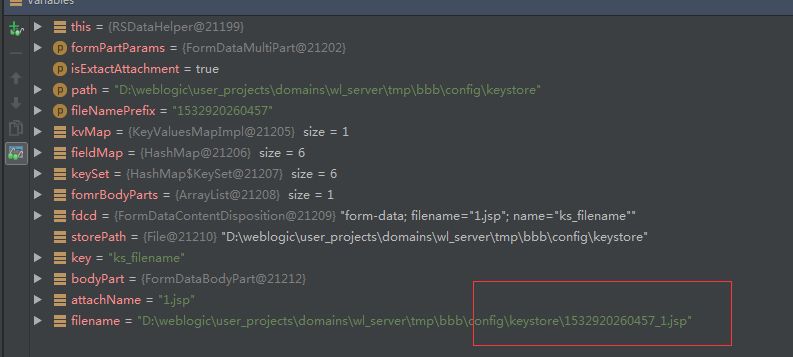 Variables
this = {RSDataHelper@21199}
formPartParams = {FormDataMultiPart@21202}
isExtactAttachment = true
path = "D:\weblogic\user_projects\domains\wl_server\tmp\bbb\config\keystore"
fileNamePrefix = "1532920260457"
kvMap = {KeyValuesMapImpl@21205} size = 1
fieldMap = {HashMap@21206} size = 6
keySet = {HashMap$KeySet@21207} size = 6
fomrBodyParts = {ArrayList@21208} size = 1
fdcd = {FormDataContentDisposition@21209} "form-data; filename="1.jsp"; name="ks_filename""
storePath = {File@21210} "D:\weblogic\user_projects\domains\wl_server\tmp\bbb\config\keystore"
key = "ks_filename"
bodyPart = {FormDataBodyPart@21212}
attachName = "1.jsp"
filename = "D:\weblogic\user_projects\domains\wl_server\tmp\bbb\config\keystore\1532920260457_1.jsp"